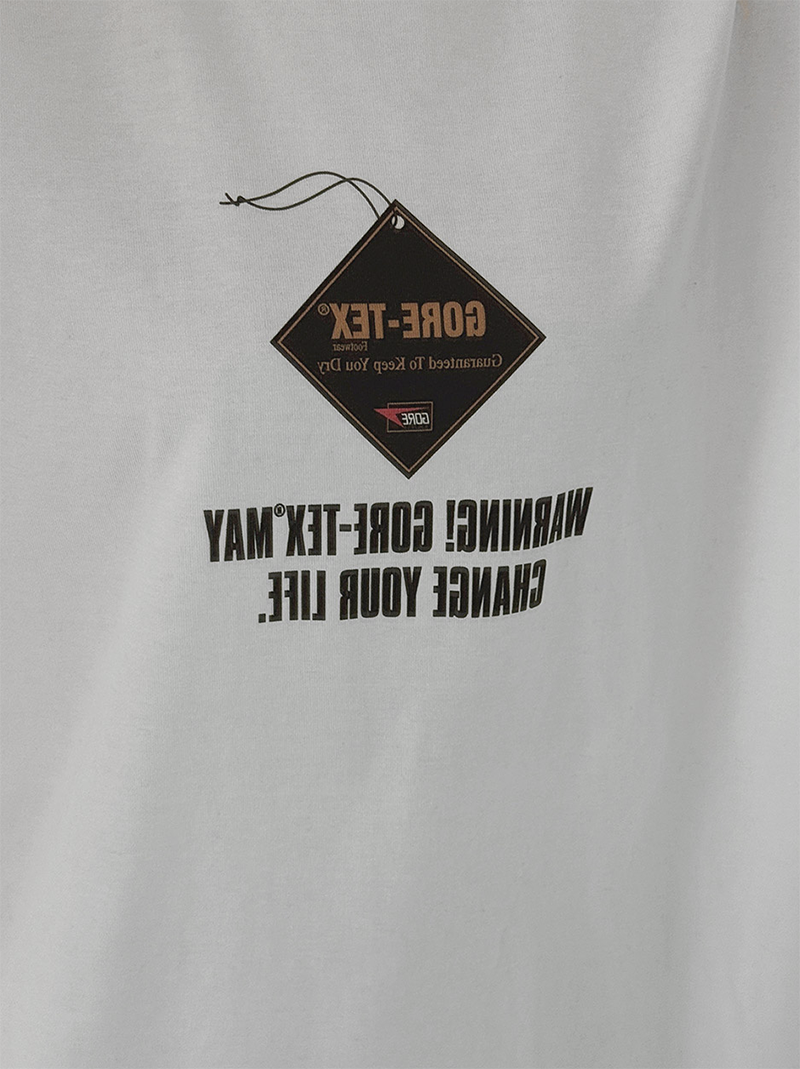 GORE-TEX®
Footwear
Guaranteed To Keep You Dry
GORE
WARNING! GORE-TEX® MAY
CHANGE YOUR LIFE.